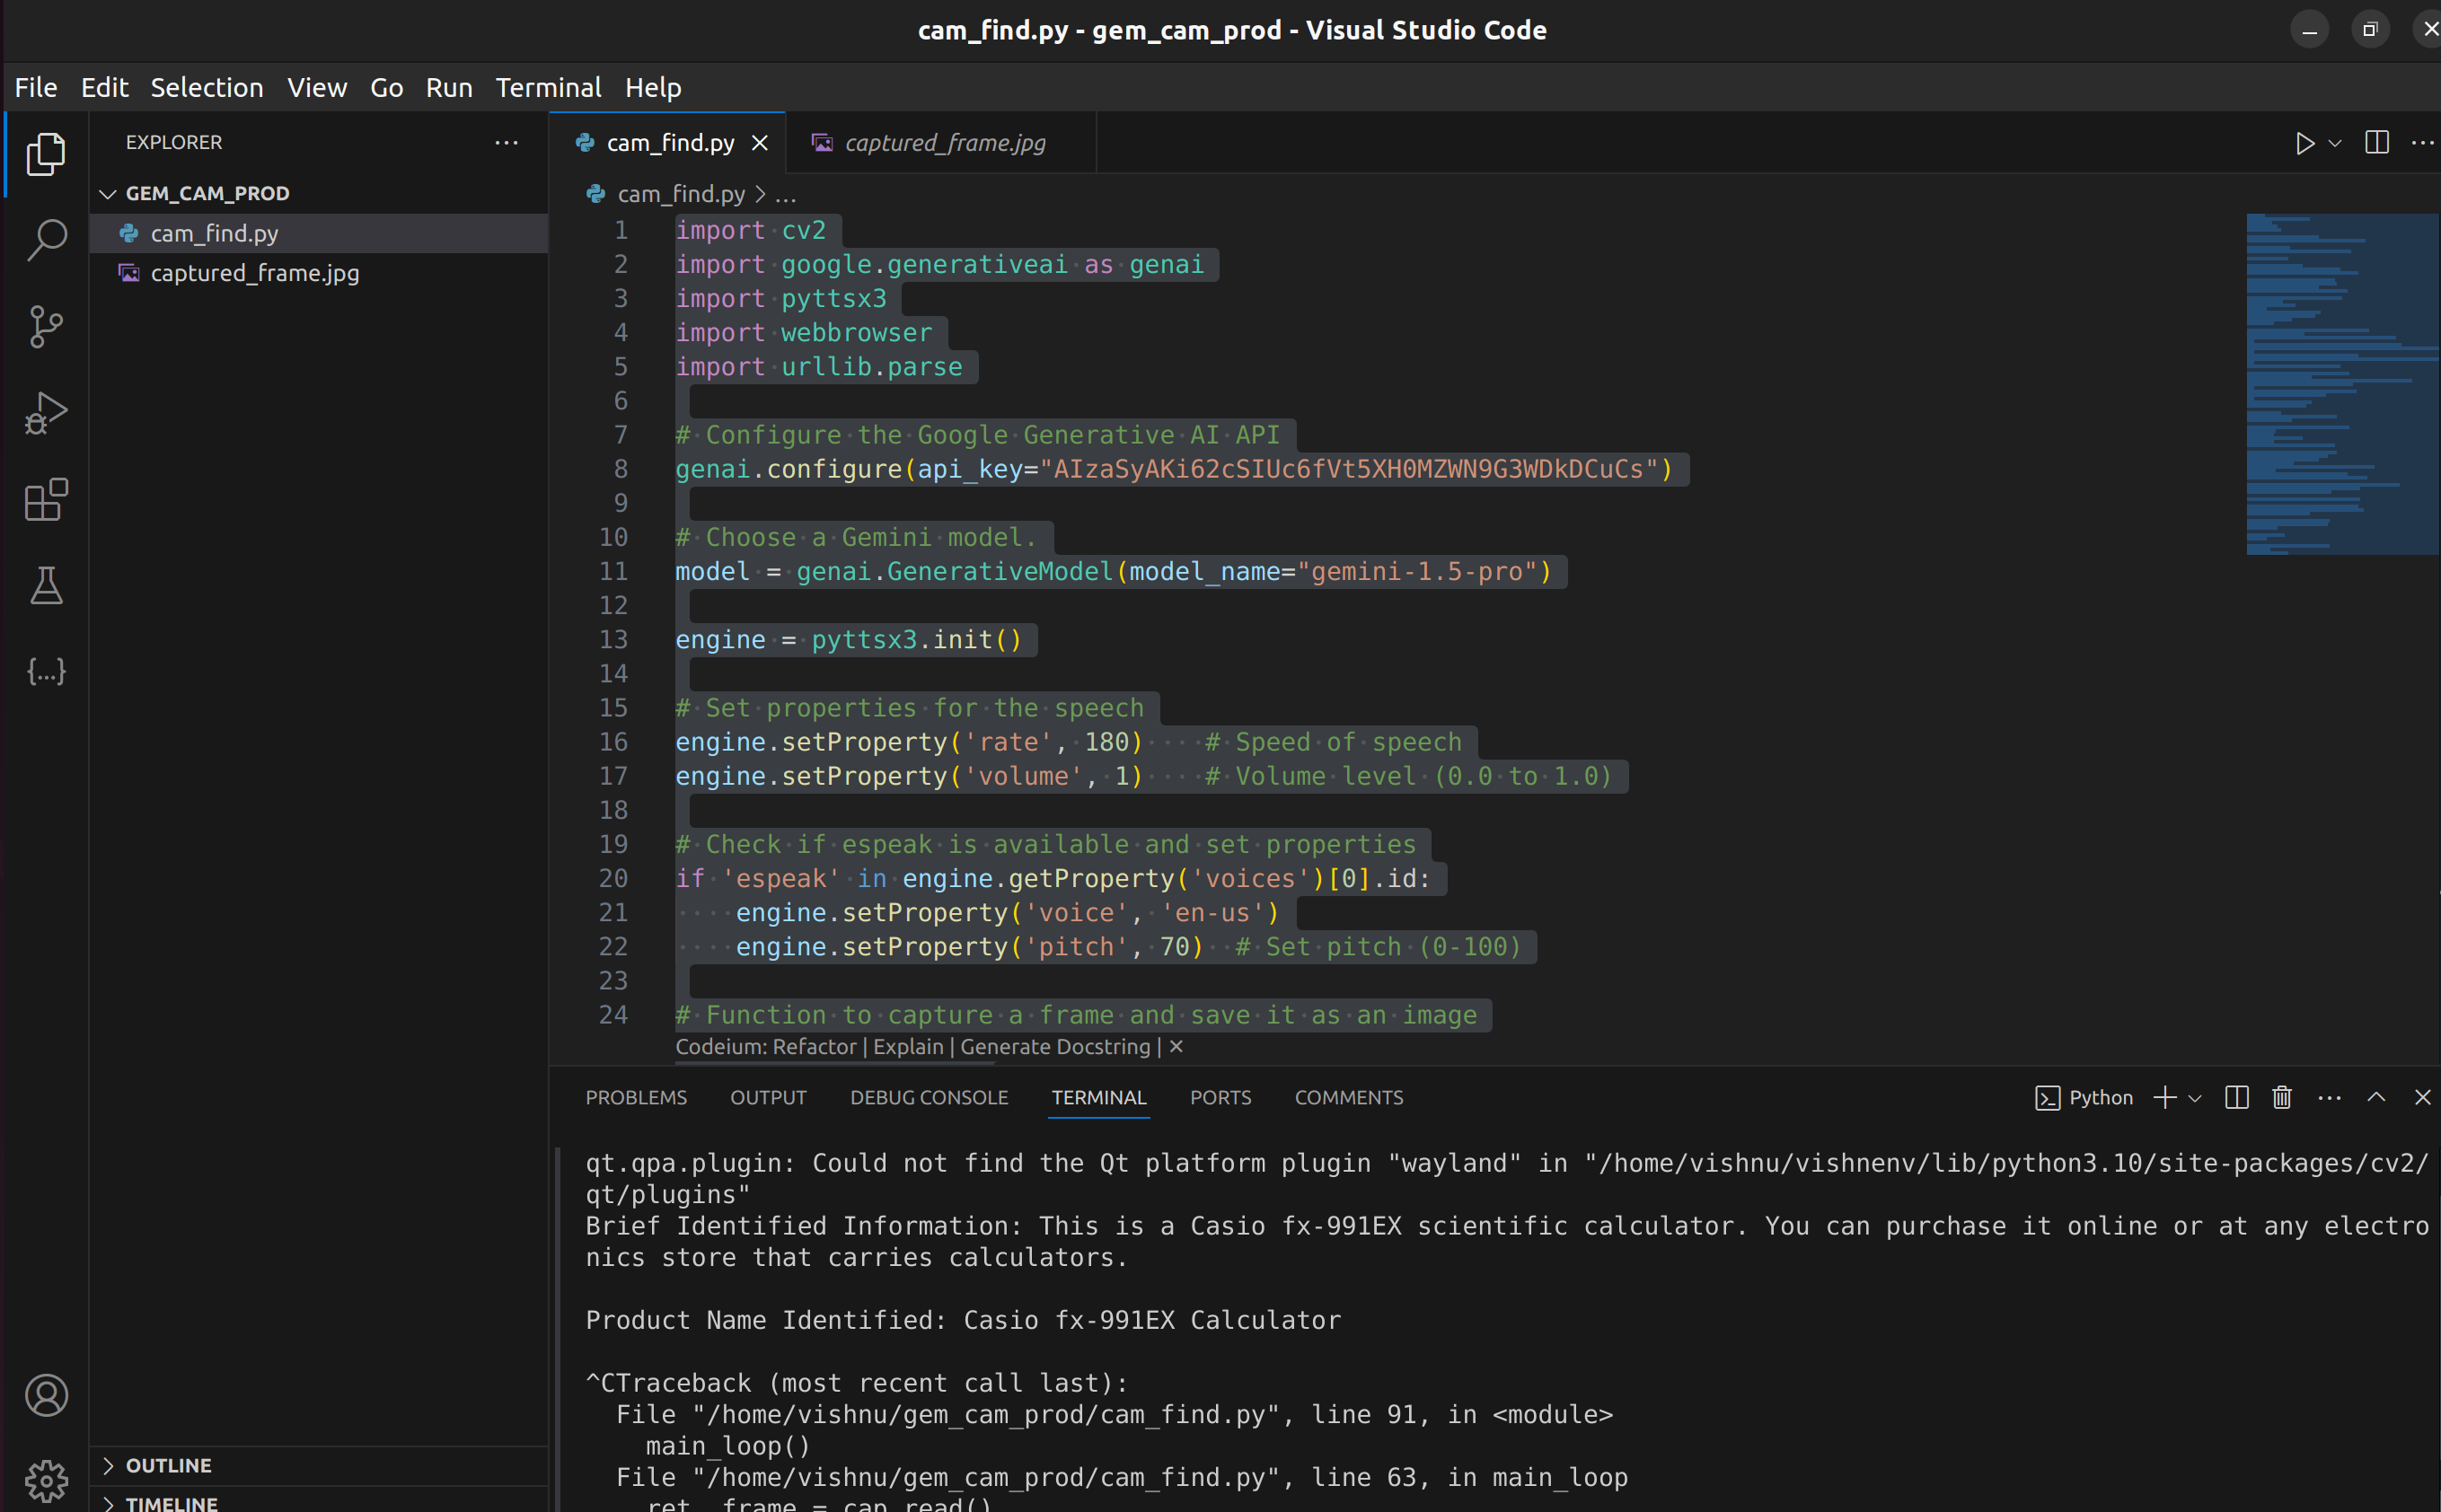 cam_find.py - gem_cam_prod - Visual Studio Code
File Edit Selection View Go Run Terminal Help
EXPLORER
GEM_CAM_PROD
cam_find.py
captured_frame.jpg
OUTLINE
TIMELINE
cam_find.py captured_frame.jpg
cam_find.py > ...
1 import cv2
2 import google.generativeai as genai
3 import pyttsx3
4 import webbrowser
5 import urllib.parse
6
7 # Configure the Google Generative AI API
8 genai.configure(api_key="AIzaSyAKi62cSIUc6fVt5XH0MZWN9G3WDkDCuCs")
9
10 # Choose a Gemini model.
11 model = genai.GenerativeModel(model_name="gemini-1.5-pro")
12
13 engine = pyttsx3.init()
14
15 # Set properties for the speech
16 engine.setProperty('rate', 180)    # Speed of speech
17 engine.setProperty('volume', 1)    # Volume level (0.0 to 1.0)
18
19 # Check if espeak is available and set properties
20 if 'espeak' in engine.getProperty('voices')[0].id:
21     engine.setProperty('voice', 'en-us')
22     engine.setProperty('pitch', 70)  # Set pitch (0-100)
23
24 # Function to capture a frame and save it as an image
Codeium: Refactor | Explain | Generate Docstring | ✕
PROBLEMS OUTPUT DEBUG CONSOLE TERMINAL PORTS COMMENTS Python
qt.qpa.plugin: Could not find the Qt platform plugin "wayland" in "/home/vishnu/vishnenv/lib/python3.10/site-packages/cv2/
qt/plugins"
Brief Identified Information: This is a Casio fx-991EX scientific calculator. You can purchase it online or at any electro
nics store that carries calculators.
Product Name Identified: Casio fx-991EX Calculator
^CTraceback (most recent call last):
  File "/home/vishnu/gem_cam_prod/cam_find.py", line 91, in <module>
    main_loop()
  File "/home/vishnu/gem_cam_prod/cam_find.py", line 63, in main_loop
    ret, frame = cap.read()